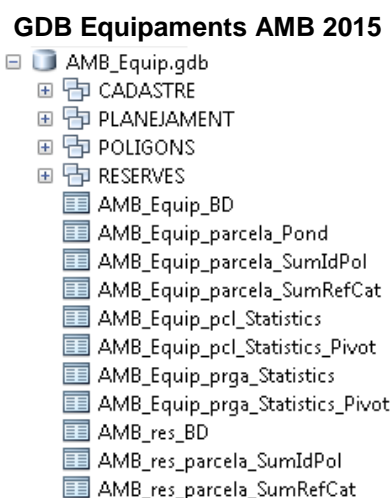 GDB Equipaments AMB 2015
AMB_Equip.gdb
CADASTRE
PLANEJAMENT
POLIGONS
RESERVES
AMB_Equip_BD
AMB_Equip_parcela_Pond
AMB_Equip_parcela_SumIdPol
AMB_Equip_parcela_SumRefCat
AMB_Equip_pcl_Statistics
AMB_Equip_pcl_Statistics_Pivot
AMB_Equip_prga_Statistics
AMB_Equip_prga_Statistics_Pivot
AMB_res_BD
AMB_res_parcela_SumIdPol
AMB_res_parcela_SumRefCat